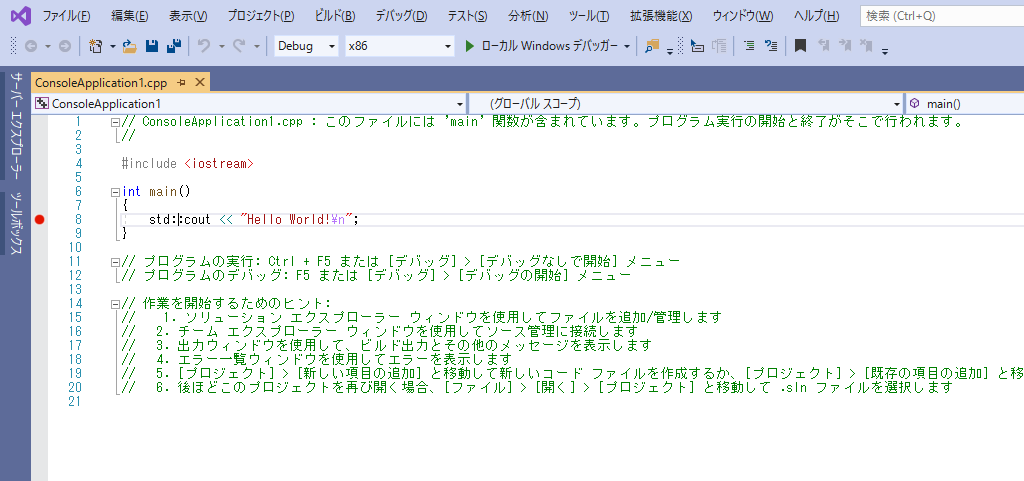 ファイル(F) 編集(E) 表示(V) プロジェクト(P) ビルド(B) デバッグ(D) テスト(S) 分析(N) ツール(T) 拡張機能(X) ウィンドウ(W) ヘルプ(H) 検索 (Ctrl+Q)
Debug x86 ローカル Windows デバッガー
サーバー エクスプローラー
ツールボックス
ConsoleApplication1.cpp
ConsoleApplication1 (グローバル スコープ) main()
1 // ConsoleApplication1.cpp : このファイルには 'main' 関数が含まれています。プログラム実行の開始と終了がそこで行われます。
2 //
3
4 #include <iostream>
5
6 int main()
7 {
8 std::cout << "Hello World!¥n";
9 }
10
11 // プログラムの実行: Ctrl + F5 または [デバッグ] > [デバッグなしで開始] メニュー
12 // プログラムのデバッグ: F5 または [デバッグ] > [デバッグの開始] メニュー
13
14 // 作業を開始するためのヒント:
15 // 1. ソリューション エクスプローラー ウィンドウを使用してファイルを追加/管理します
16 // 2. チーム エクスプローラー ウィンドウを使用してソース管理に接続します
17 // 3. 出力ウィンドウを使用して、ビルド出力とその他のメッセージを表示します
18 // 4. エラー一覧ウィンドウを使用してエラーを表示します
19 // 5. [プロジェクト] > [新しい項目の追加] と移動して新しいコード ファイルを作成するか、[プロジェクト] > [既存の項目の追加] と移
20 // 6. 後ほどこのプロジェクトを再び開く場合、[ファイル] > [開く] > [プロジェクト] と移動して .sln ファイルを選択します
21